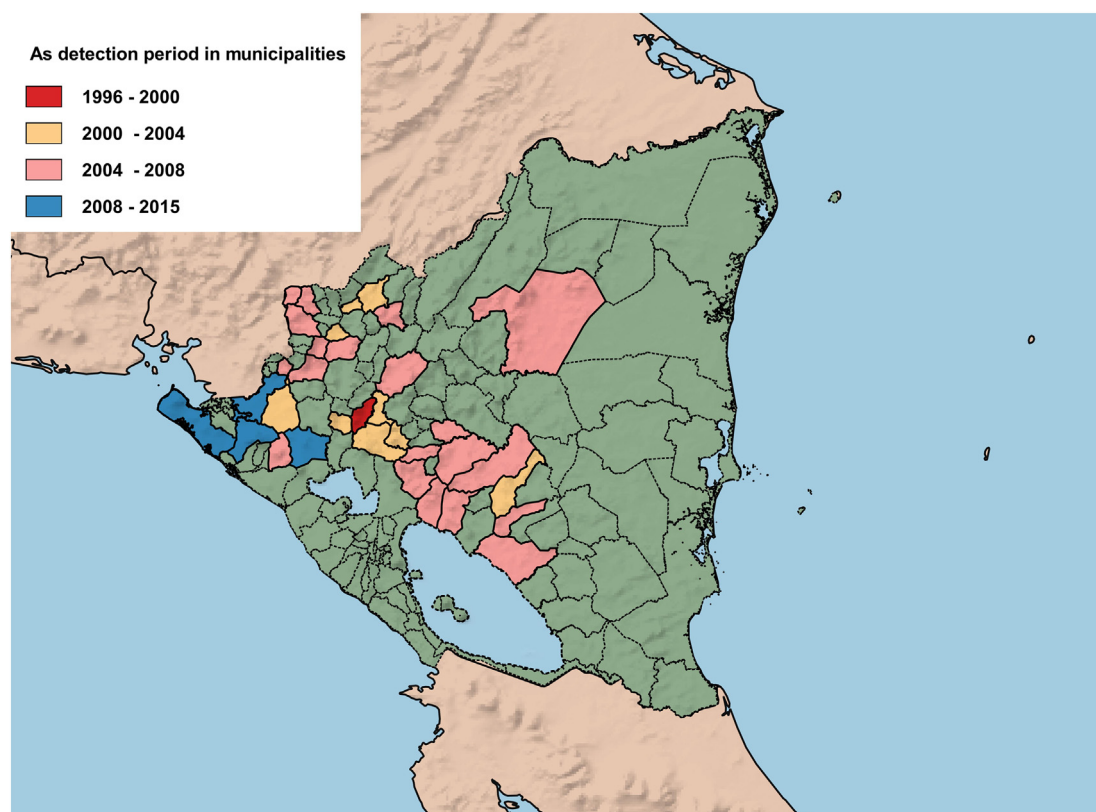 As detection period in municipalities
1996 - 2000
2000 - 2004
2004 - 2008
2008 - 2015